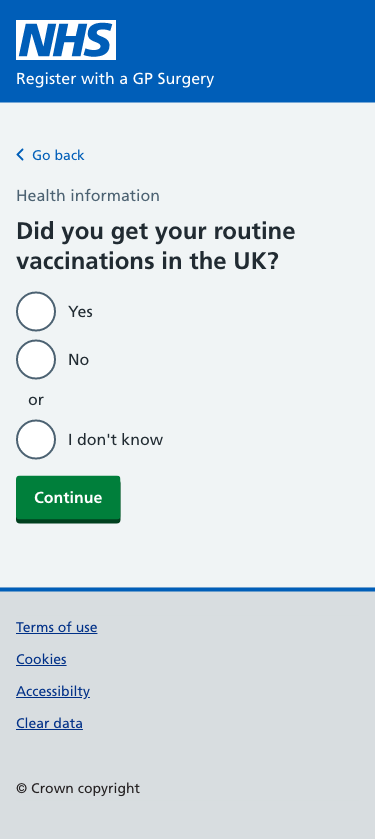 NHS
Register with a GP Surgery
Go back
Health information
Did you get your routine
vaccinations in the UK?
Yes
No
or
I don't know
Continue
Terms of use
Cookies
Accessibilty
Clear data
© Crown copyright